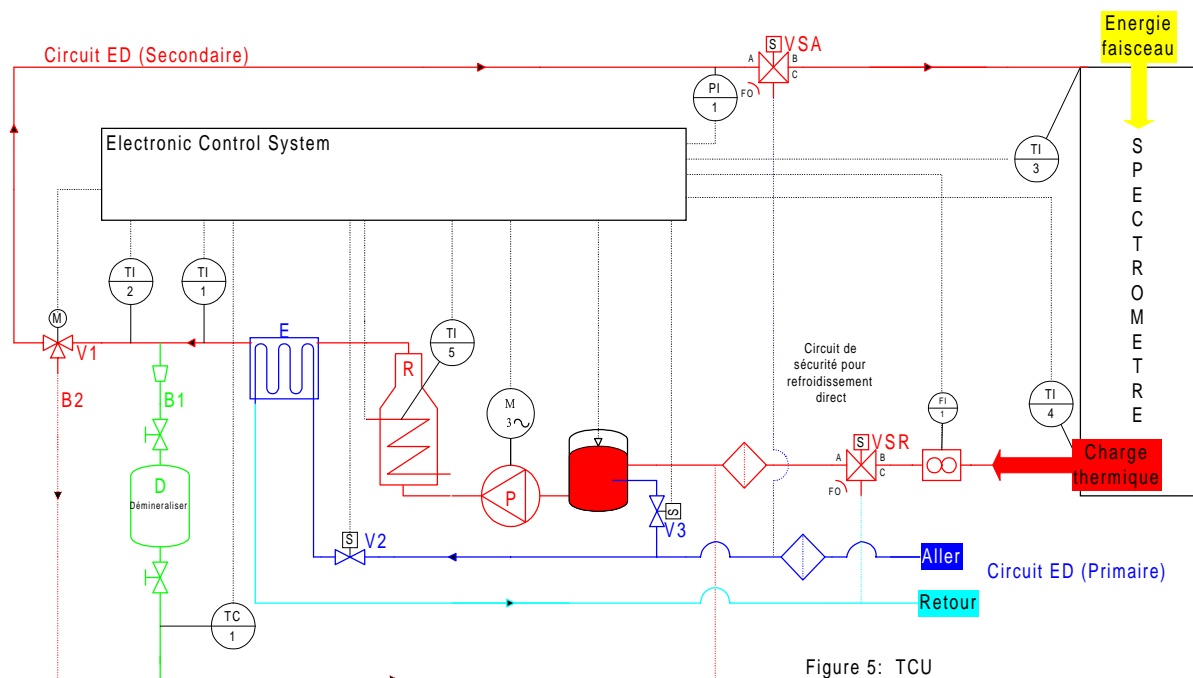 Energie
faisceau
Circuit ED (Secondaire)
S VSA
A B
C
FO
PI
1
Electronic Control System
TI
3
SPECTROMETRE
TI
2
TI
1
M
V1
E
TI
5
R
Circuit de
sécurité pour
refroidissement
direct
TI
4
B2
B1
M
3~
FI
1
S VSR
A B
C
FO
Charge
thermique
D
Démineraliser
P
S
V3
S V2
Aller
Circuit ED (Primaire)
Retour
TC
1
Figure 5: TCU